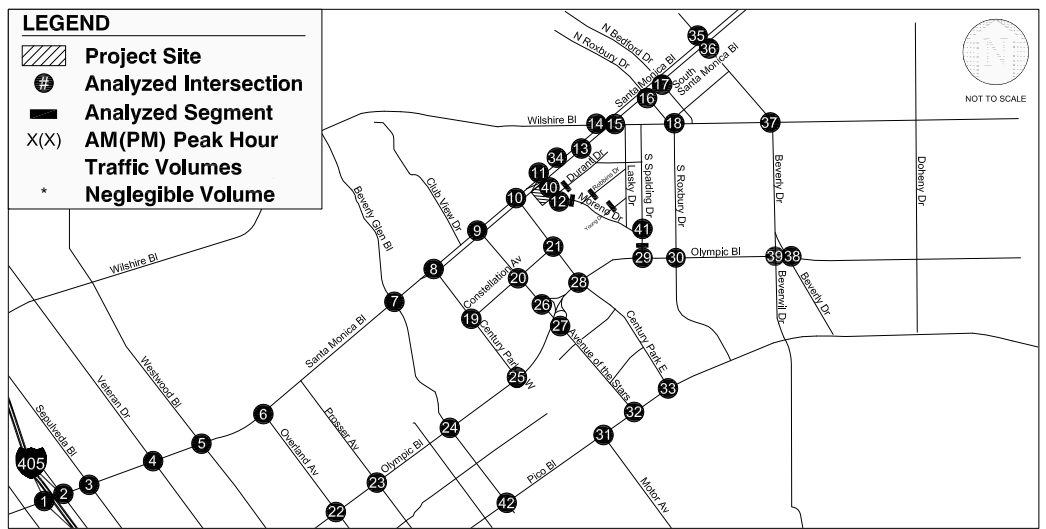 LEGEND
Project Site
# Analyzed Intersection
Analyzed Segment
X(X) AM(PM) Peak Hour
Traffic Volumes
* Neglegible Volume
N
NOT TO SCALE
N Bedford Dr
N Roxbury Dr
Santa Monica Bl
South
Santa Monica Bl
35
36
17
16
Wilshire Bl
14
15
18
37
13
34
11
40
12
10
Durant Dr
Robbins Dr
Moreno Dr
Young Dr
Lasky Dr
S Spalding Dr
S Roxbury Dr
Beverly Dr
Doheny Dr
Club View Dr
Beverly Glen Bl
Wilshire Bl
9
8
7
21
20
41
29
30
Olympic Bl
39
38
28
26
27
19
Constellation Av
Century Park W
Avenue of the Stars
Century Park E
Beverwil Dr
Beverly Dr
Santa Monica Bl
Westwood Bl
Veteran Dr
Sepulveda Bl
25
33
32
31
6
5
4
3
2
1
405
Overland Av
Prosser Av
Olympic Bl
24
23
22
42
Pico Bl
Motor Av